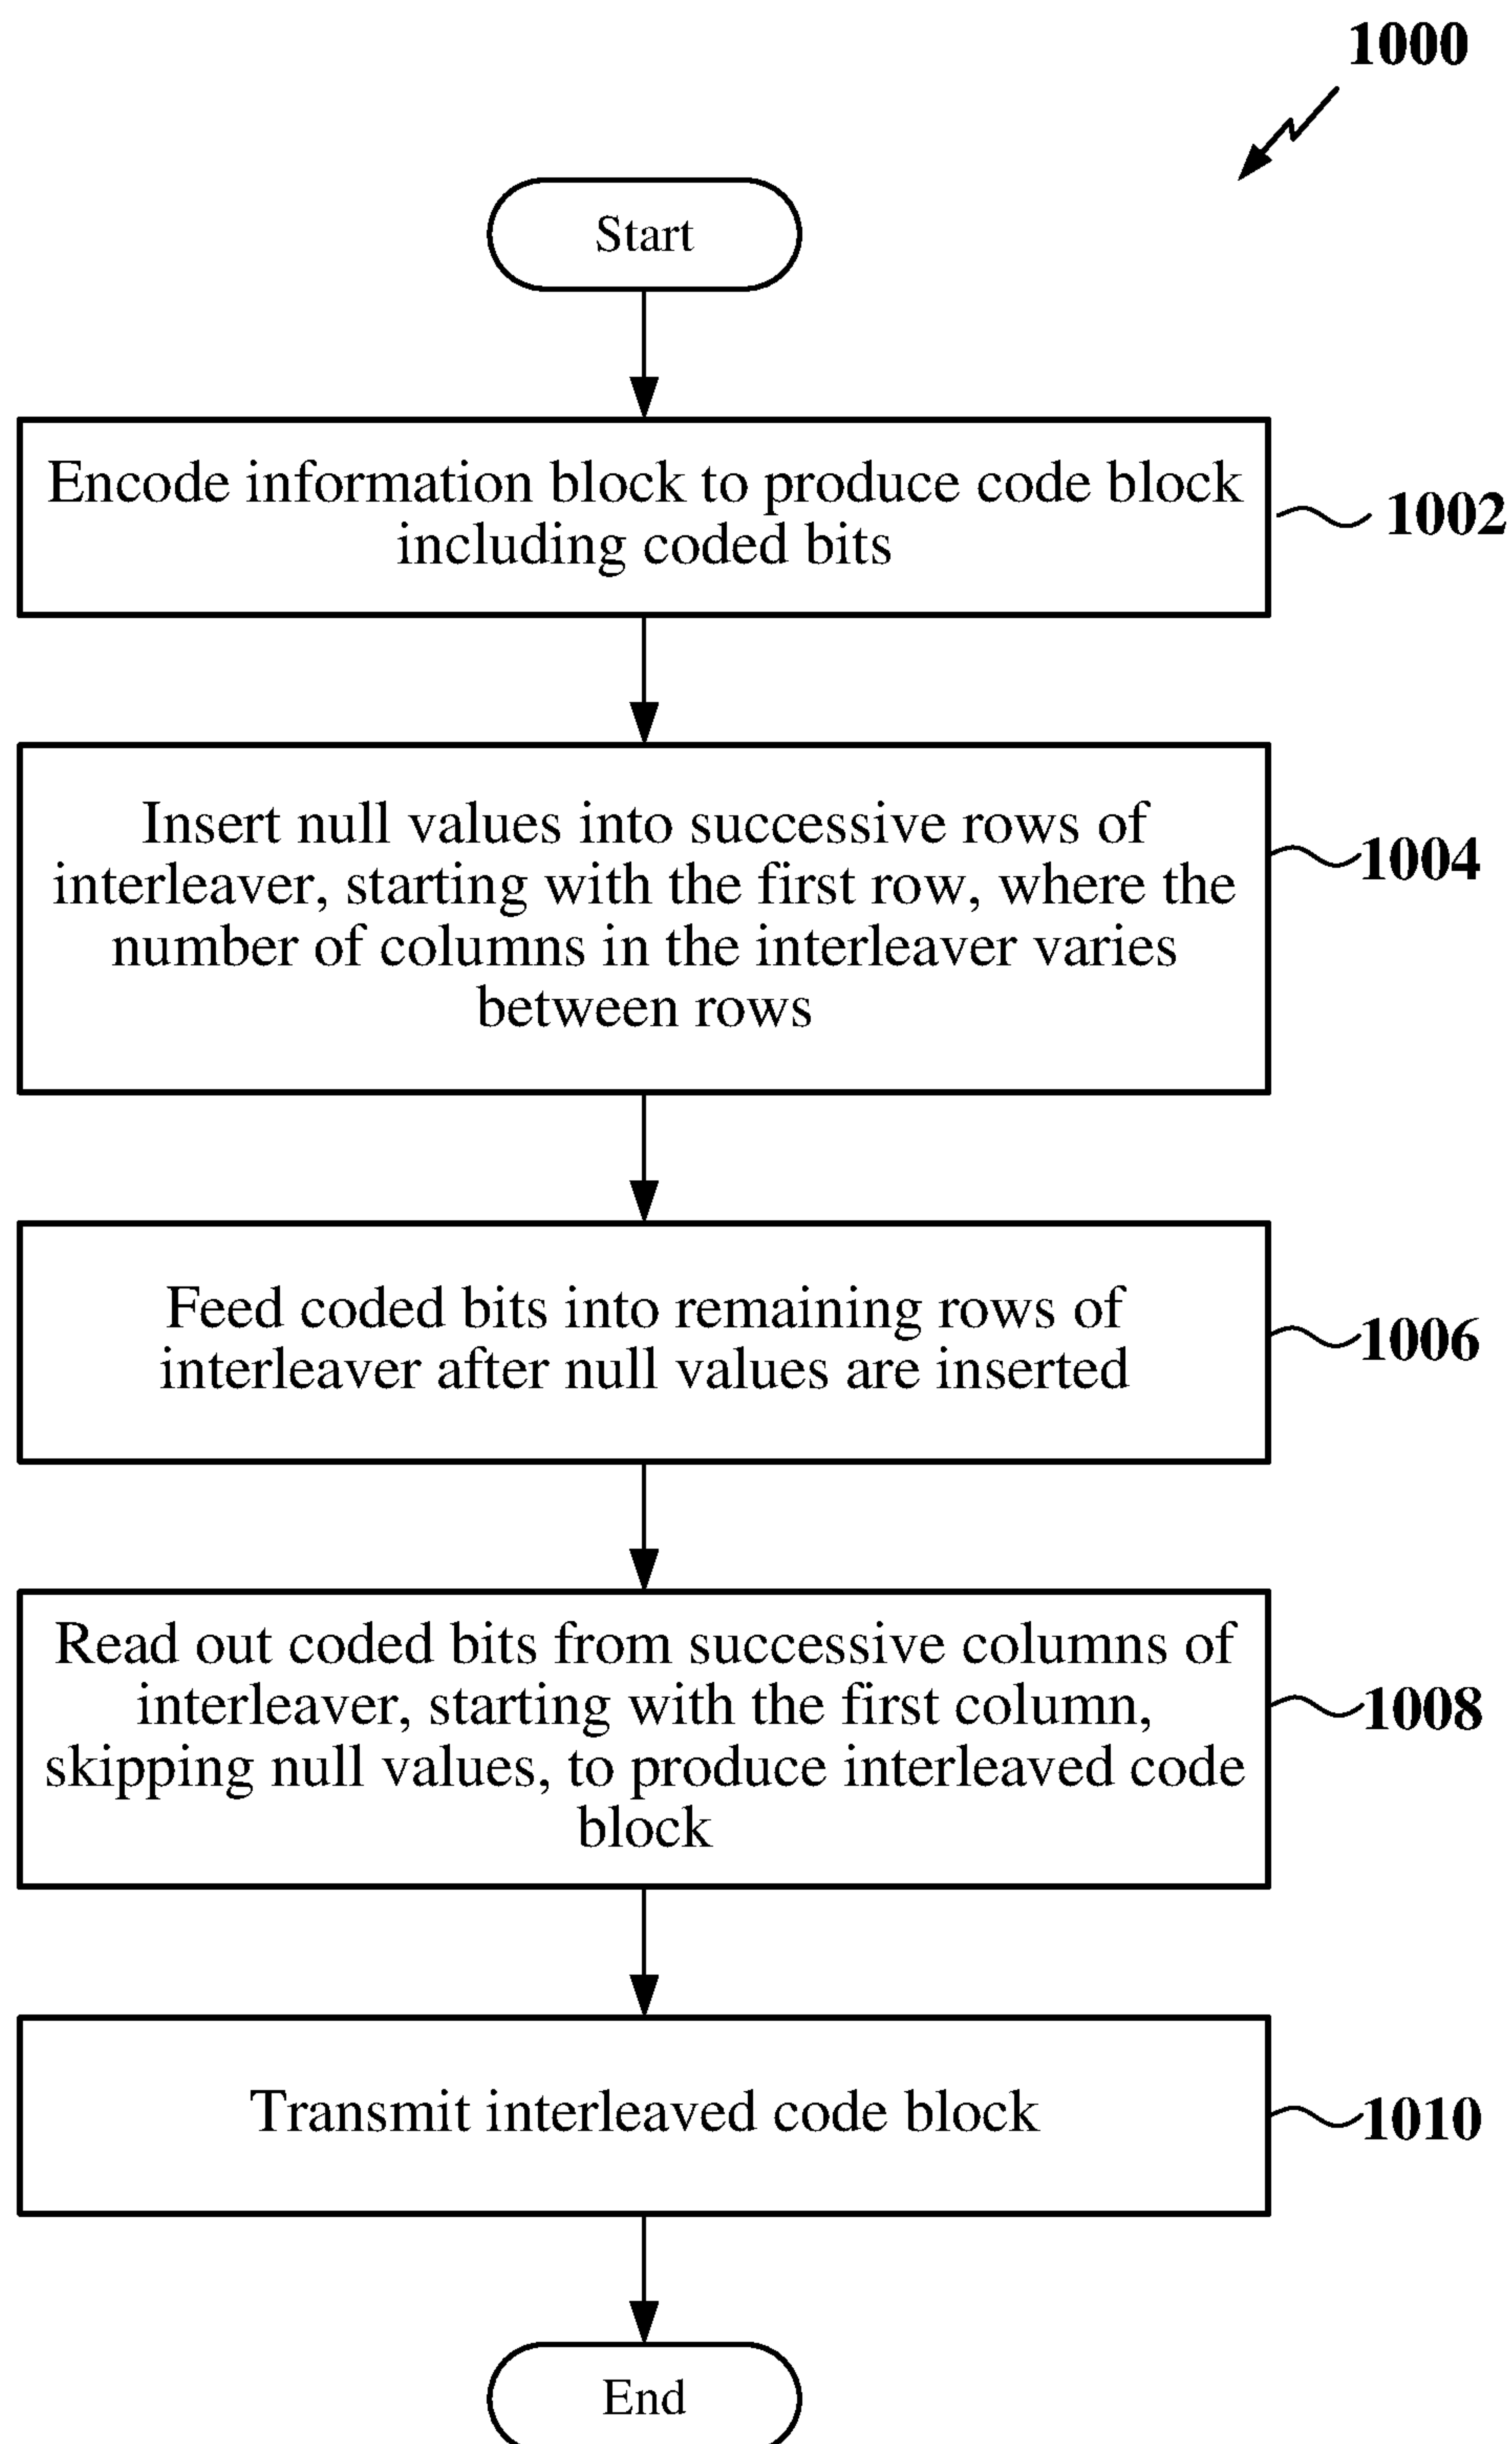 1000
Start
Encode information block to produce code block
including coded bits
1002
Insert null values into successive rows of
interleaver, starting with the first row, where the
number of columns in the interleaver varies
between rows
1004
Feed coded bits into remaining rows of
interleaver after null values are inserted
1006
Read out coded bits from successive columns of
interleaver, starting with the first column,
skipping null values, to produce interleaved code
block
1008
Transmit interleaved code block
1010
End